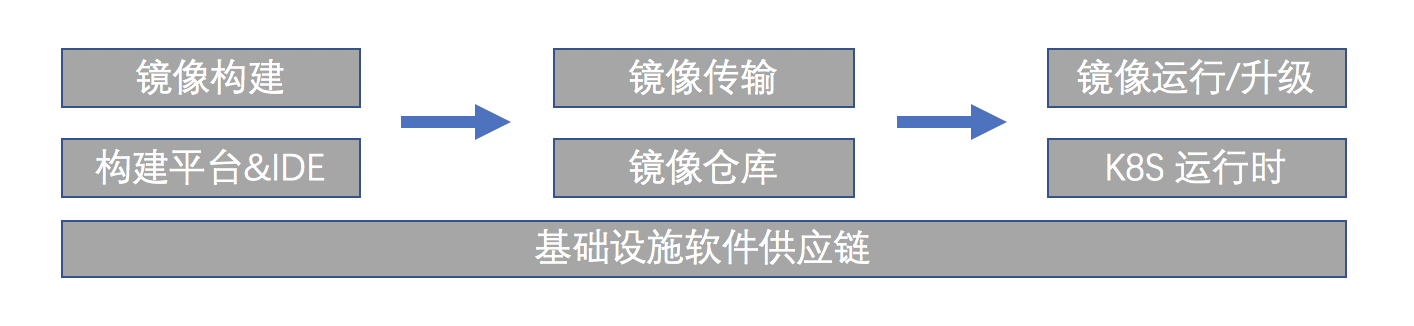 镜像构建
镜像传输
镜像运行/升级
构建平台&IDE
镜像仓库
K8S 运行时
基础设施软件供应链